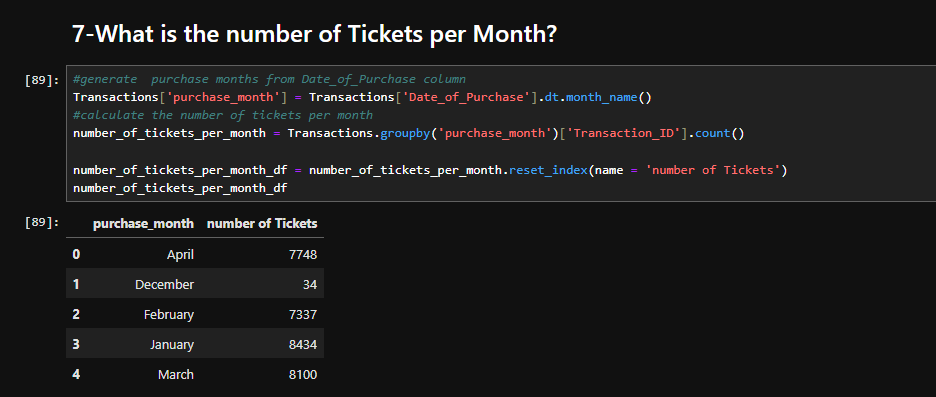 7-What is the number of Tickets per Month?
[89]: #generate  purchase months from Date_of_Purchase column
Transactions['purchase_month'] = Transactions['Date_of_Purchase'].dt.month_name()
#calculate the number of tickets per month
number_of_tickets_per_month = Transactions.groupby('purchase_month')['Transaction_ID'].count()
number_of_tickets_per_month_df = number_of_tickets_per_month.reset_index(name = 'number of Tickets')
number_of_tickets_per_month_df
[89]: purchase_month number of Tickets
0 April 7748
1 December 34
2 February 7337
3 January 8434
4 March 8100